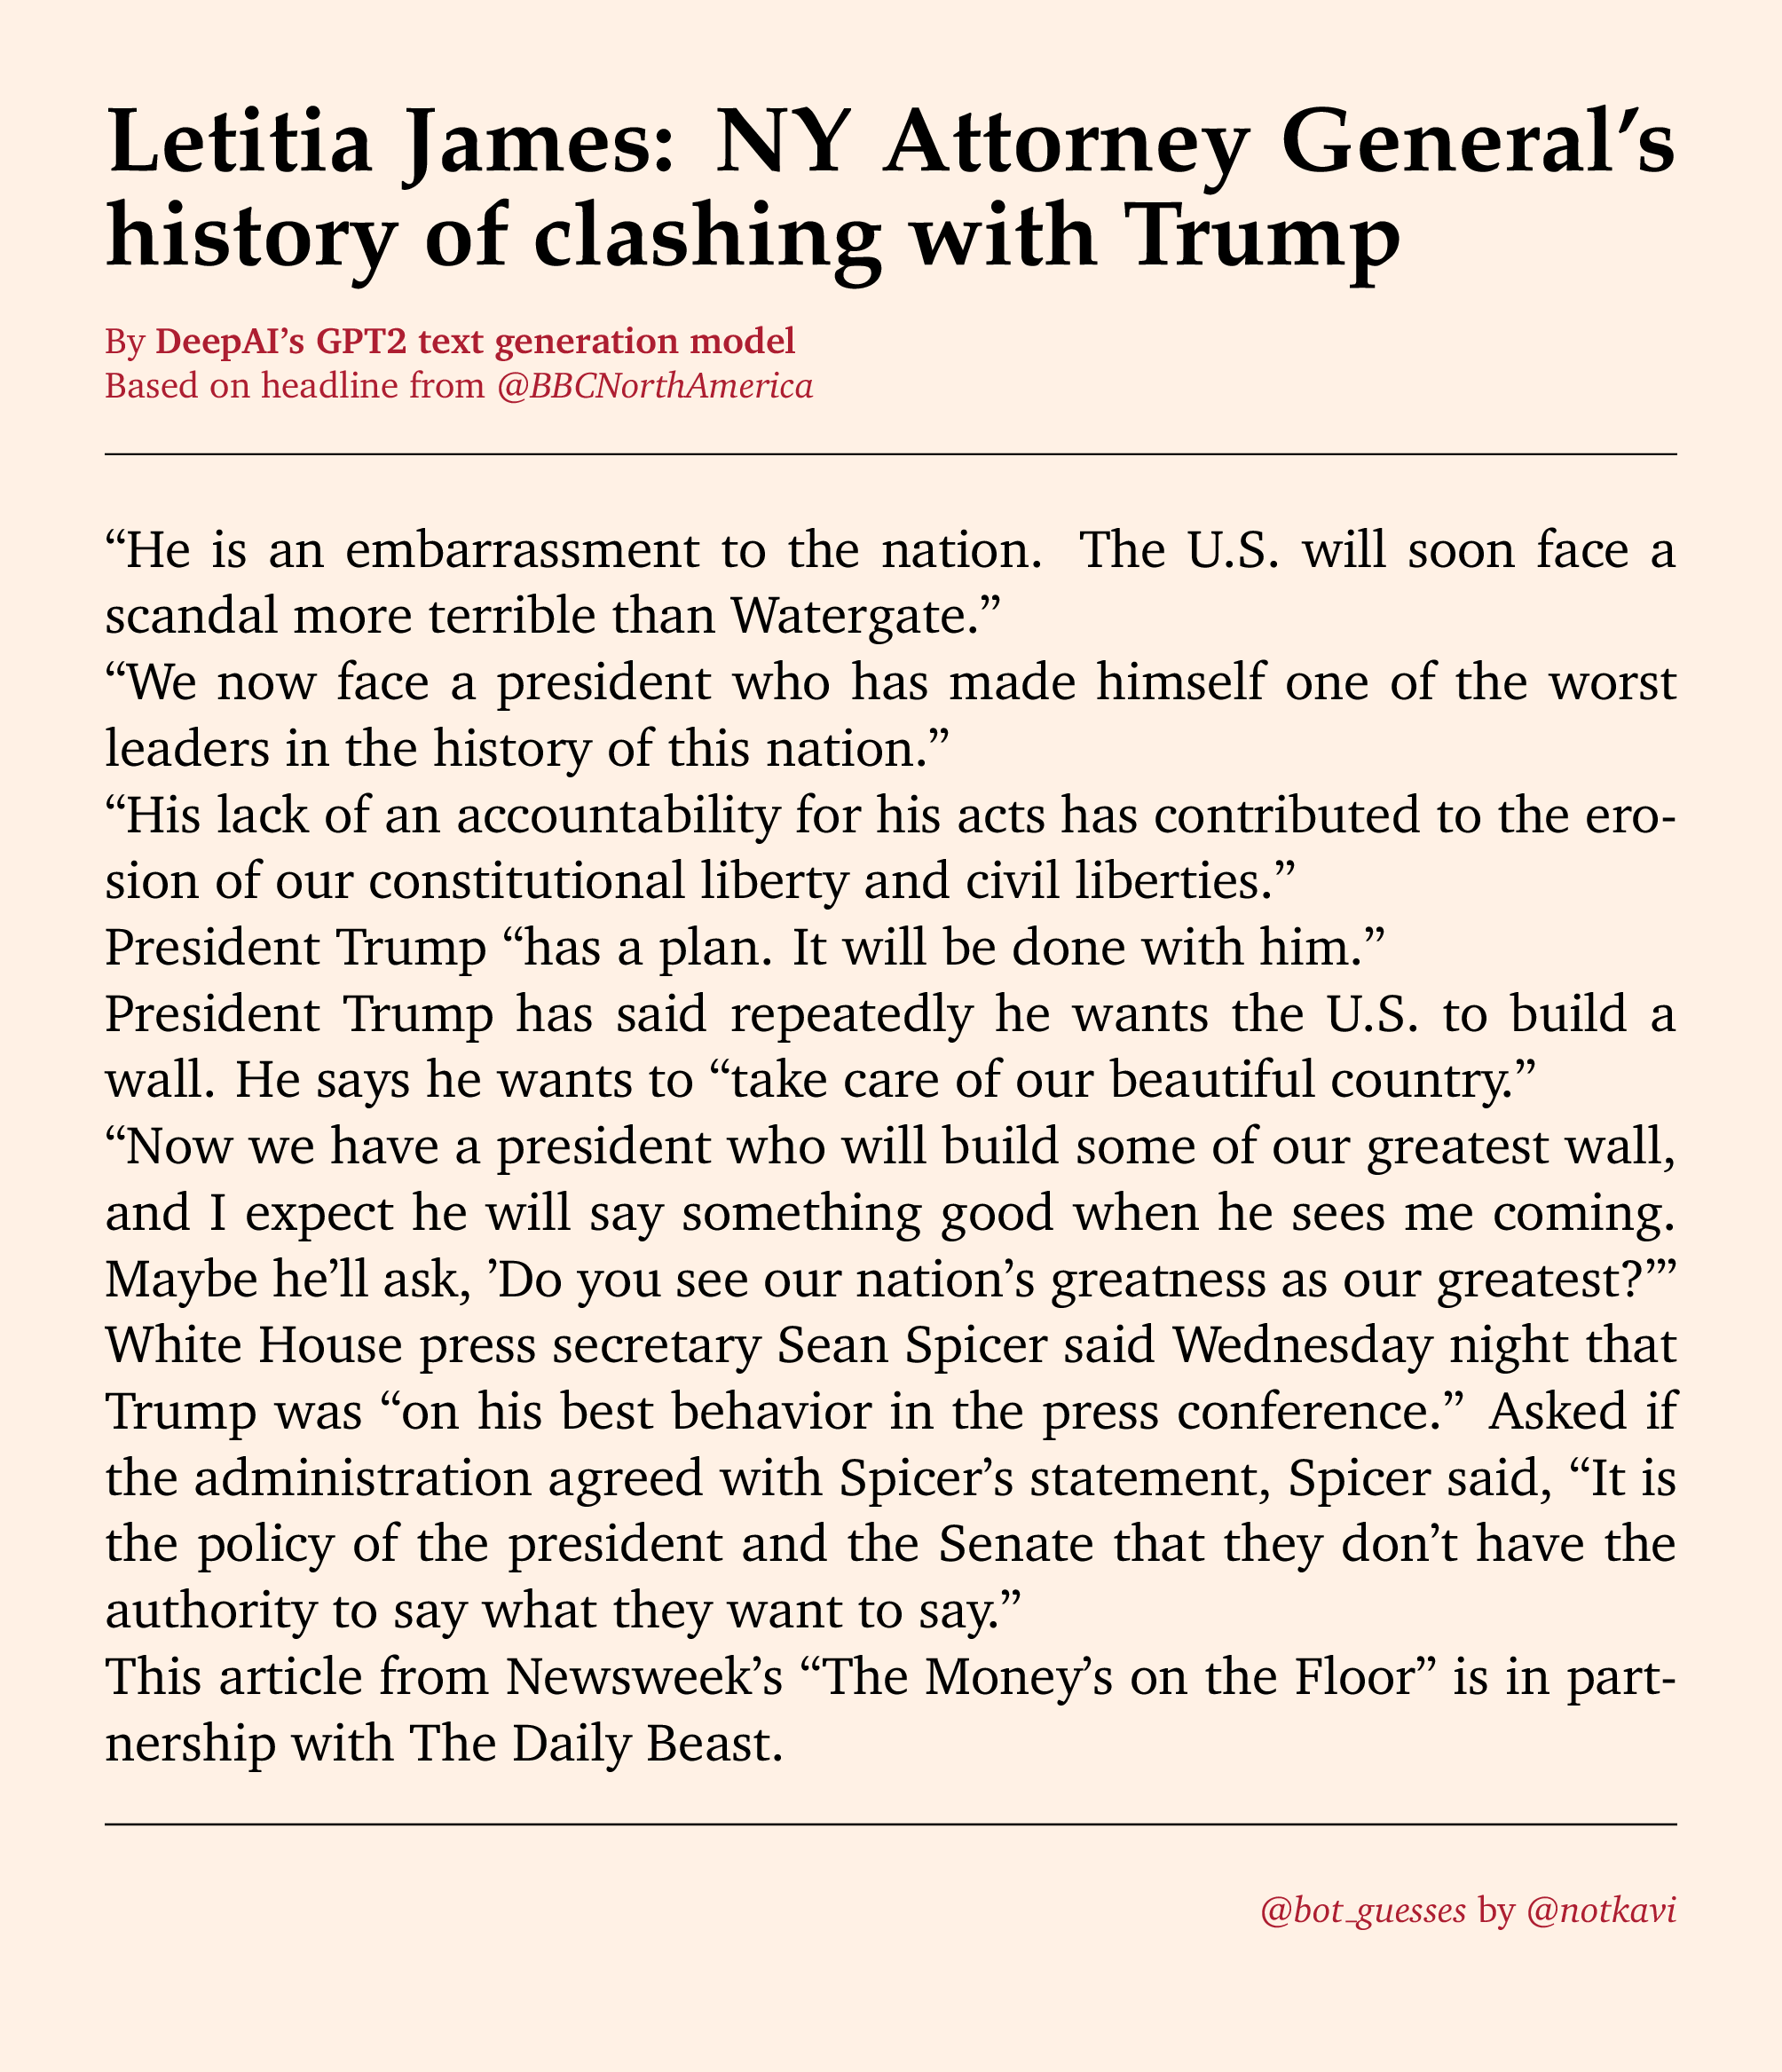 Letitia James: NY Attorney General’s
history of clashing with Trump
By DeepAI’s GPT2 text generation model
Based on headline from @BBCNorthAmerica
“He is an embarrassment to the nation. The U.S. will soon face a
scandal more terrible than Watergate.”
“We now face a president who has made himself one of the worst
leaders in the history of this nation.”
“His lack of an accountability for his acts has contributed to the ero-
sion of our constitutional liberty and civil liberties.”
President Trump “has a plan. It will be done with him.”
President Trump has said repeatedly he wants the U.S. to build a
wall. He says he wants to “take care of our beautiful country.”
“Now we have a president who will build some of our greatest wall,
and I expect he will say something good when he sees me coming.
Maybe he’ll ask, ’Do you see our nation’s greatness as our greatest?’”
White House press secretary Sean Spicer said Wednesday night that
Trump was “on his best behavior in the press conference.” Asked if
the administration agreed with Spicer’s statement, Spicer said, “It is
the policy of the president and the Senate that they don’t have the
authority to say what they want to say.”
This article from Newsweek’s “The Money’s on the Floor” is in part-
nership with The Daily Beast.
@bot_guesses by @notkavi